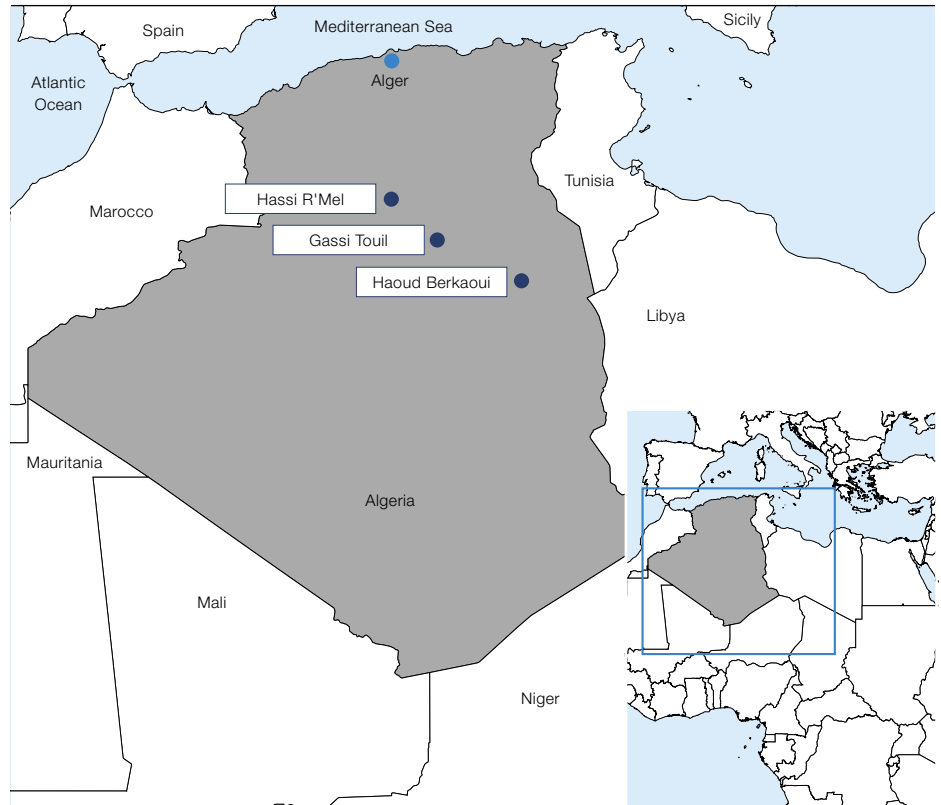 Sicily
Spain
Mediterranean Sea
Atlantic
Ocean
Alger
Tunisia
Hassi R'Mel
Marocco
Gassi Touil
Haoud Berkaoui
Libya
Mauritania
Algeria
Mali
Niger